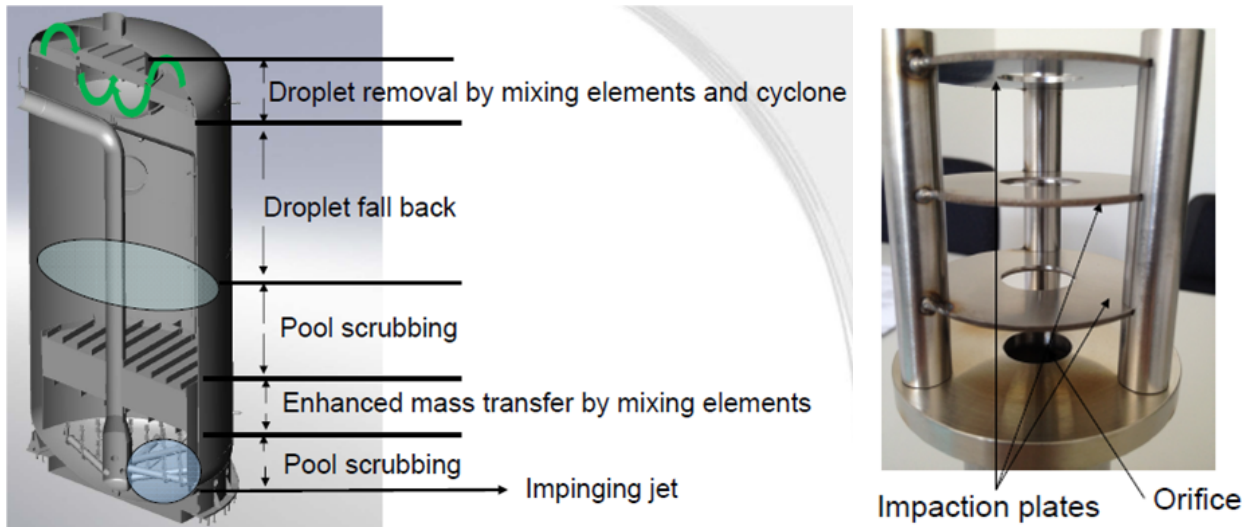 Droplet removal by mixing elements and cyclone
Droplet fall back
Pool scrubbing
Enhanced mass transfer by mixing elements
Pool scrubbing
Impinging jet
Impaction plates
Orifice